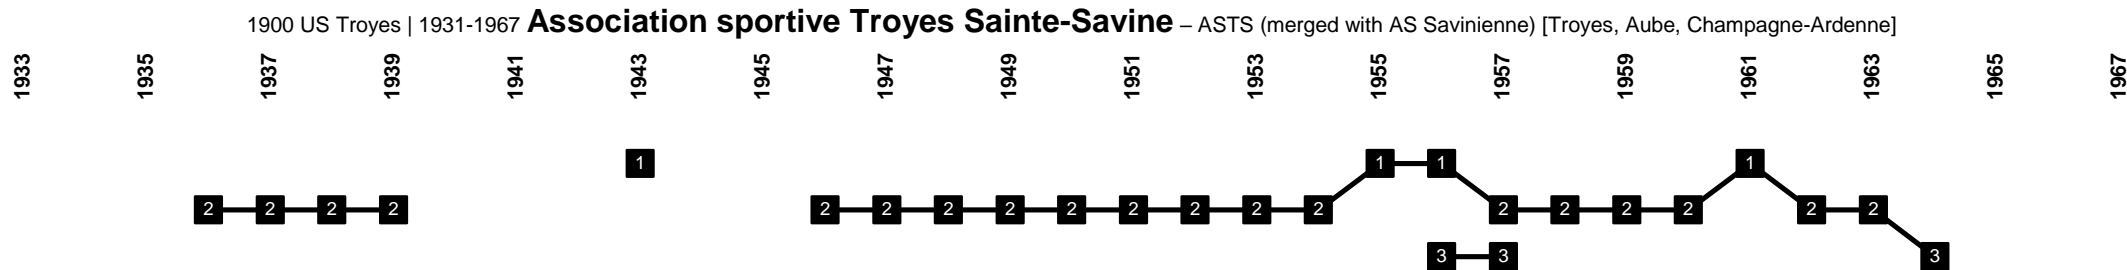 1900 US Troyes | 1931-1967 Association sportive Troyes Sainte-Savine – ASTS (merged with AS Savinienne) [Troyes, Aube, Champagne-Ardenne]
1933 1935 1937 1939 1941 1943 1945 1947 1949 1951 1953 1955 1957 1959 1961 1963 1965 1967
1 1 1 1
2 2 2 2 2 2 2 2 2 2 2 2 2 2 2 2 2 2 2
3 3 3